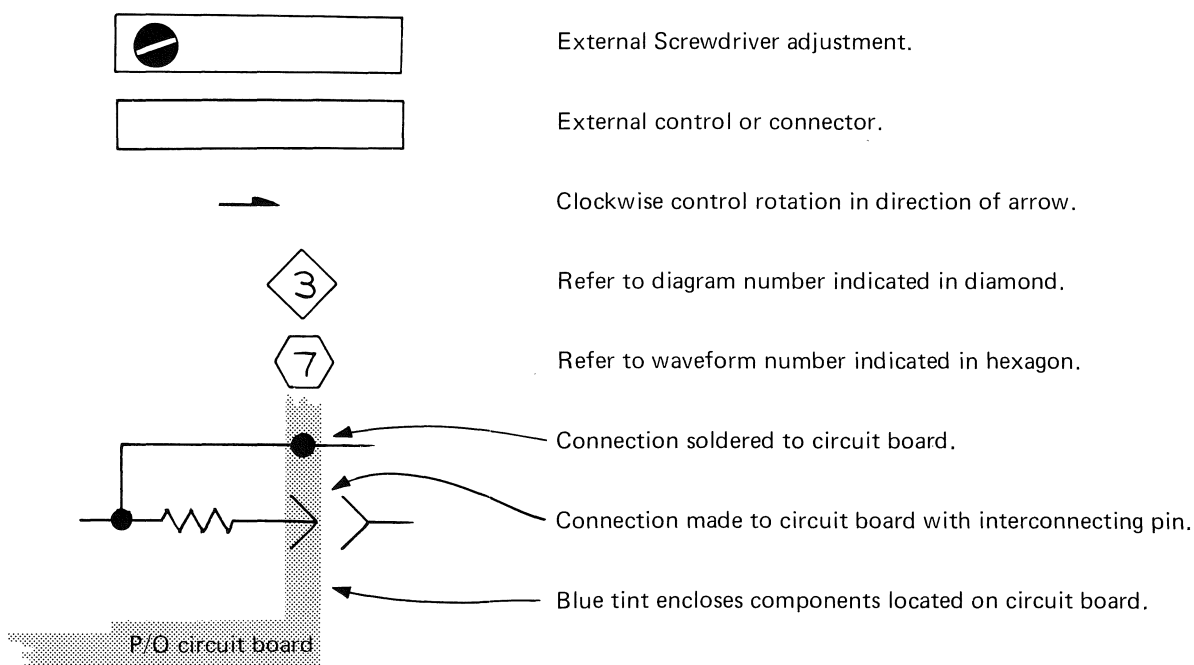 External Screwdriver adjustment.
External control or connector.
Clockwise control rotation in direction of arrow.
3
Refer to diagram number indicated in diamond.
7
Refer to waveform number indicated in hexagon.
Connection soldered to circuit board.
Connection made to circuit board with interconnecting pin.
Blue tint encloses components located on circuit board.
P/O circuit board